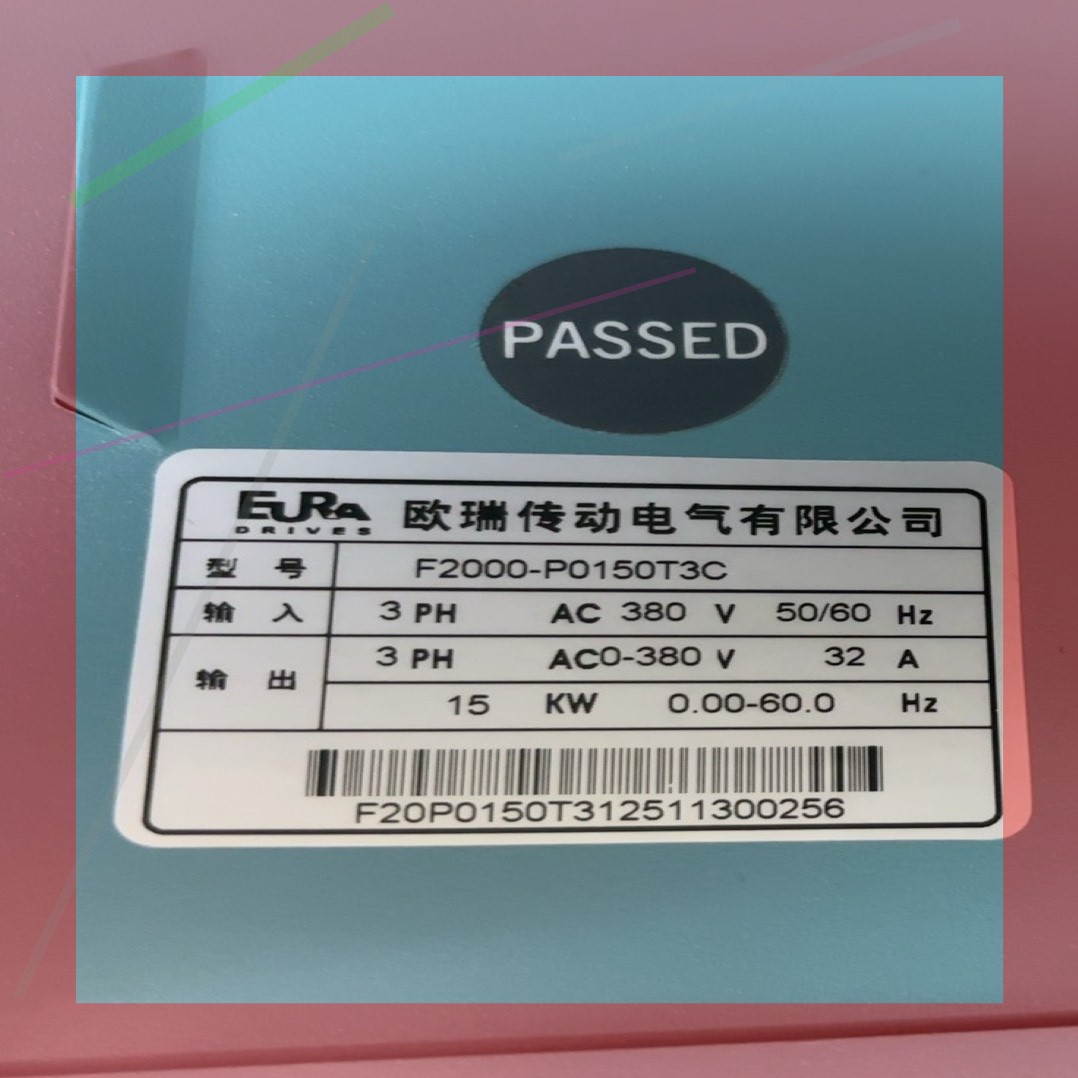 PASSED
EURA DRIVES 欧瑞传动电气有限公司
型 号 F2000-P0150T3C
输 入 3 PH AC 380 V 50/60 Hz
输 出 3 PH AC0-380 V 32 A
15 KW 0.00-60.0 Hz
F20P0150T312511300256